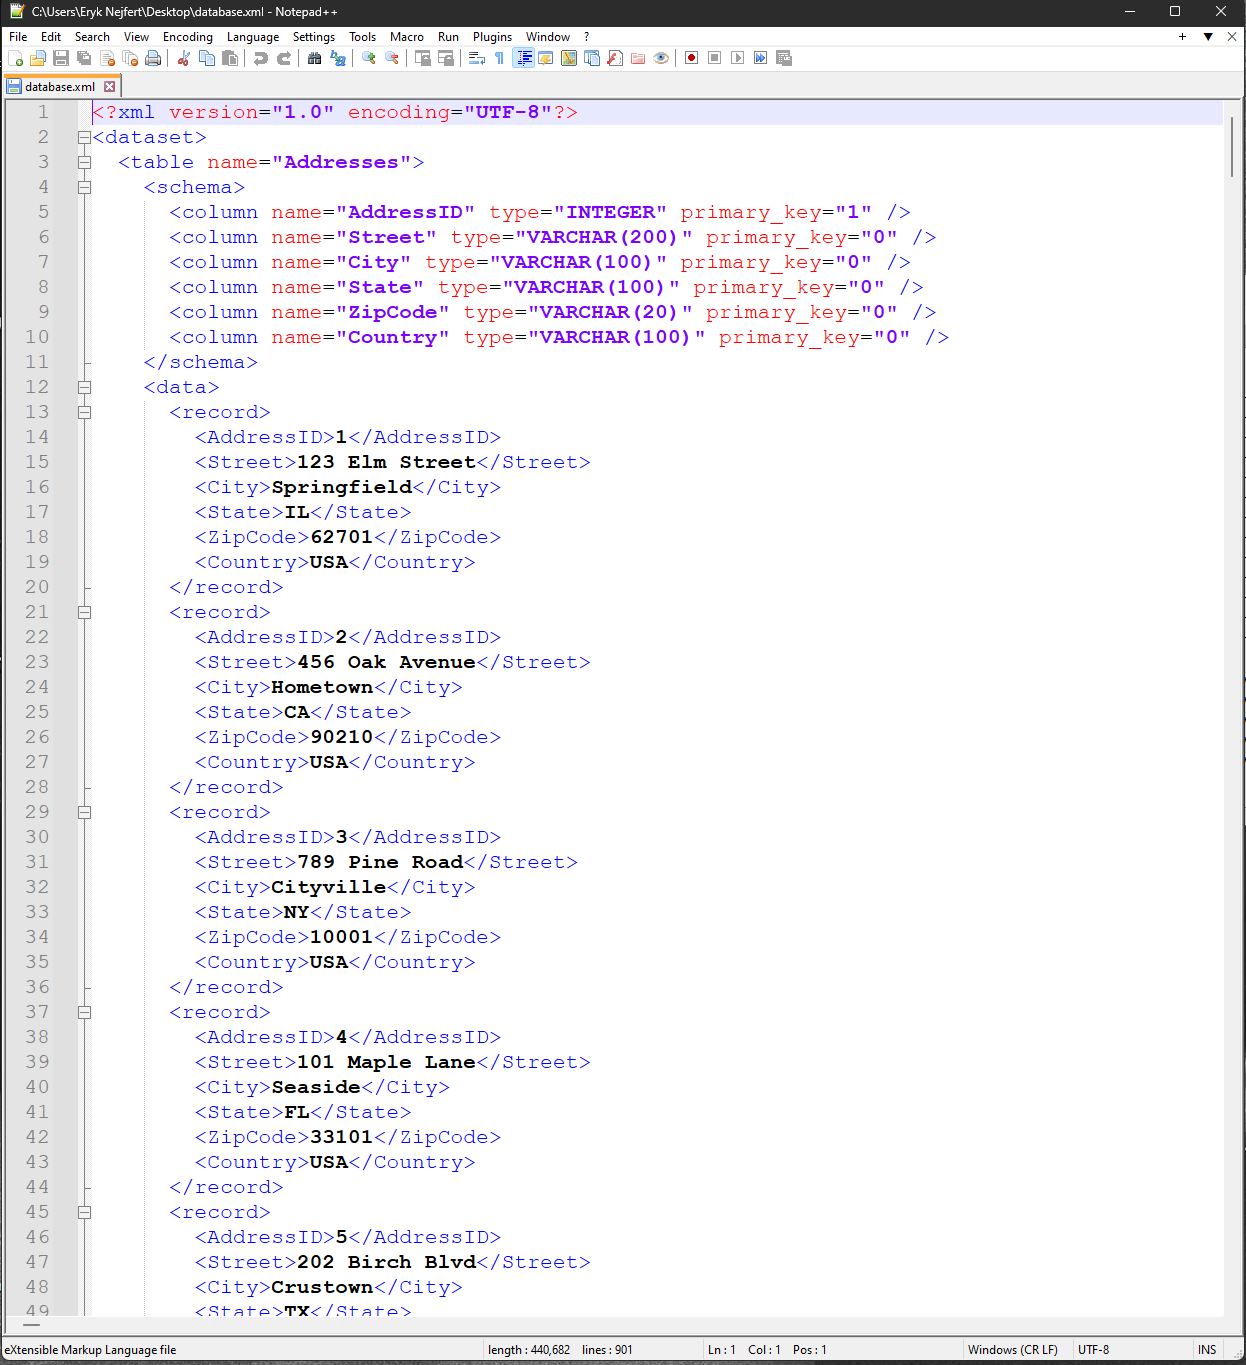 C:\Users\Eryk Nejfert\Desktop\database.xml - Notepad++
File Edit Search View Encoding Language Settings Tools Macro Run Plugins Window ?
database.xml
1 <?xml version="1.0" encoding="UTF-8"?>
2 <dataset>
3 <table name="Addresses">
4 <schema>
5 <column name="AddressID" type="INTEGER" primary_key="1" />
6 <column name="Street" type="VARCHAR(200)" primary_key="0" />
7 <column name="City" type="VARCHAR(100)" primary_key="0" />
8 <column name="State" type="VARCHAR(100)" primary_key="0" />
9 <column name="ZipCode" type="VARCHAR(20)" primary_key="0" />
10 <column name="Country" type="VARCHAR(100)" primary_key="0" />
11 </schema>
12 <data>
13 <record>
14 <AddressID>1</AddressID>
15 <Street>123 Elm Street</Street>
16 <City>Springfield</City>
17 <State>IL</State>
18 <ZipCode>62701</ZipCode>
19 <Country>USA</Country>
20 </record>
21 <record>
22 <AddressID>2</AddressID>
23 <Street>456 Oak Avenue</Street>
24 <City>Hometown</City>
25 <State>CA</State>
26 <ZipCode>90210</ZipCode>
27 <Country>USA</Country>
28 </record>
29 <record>
30 <AddressID>3</AddressID>
31 <Street>789 Pine Road</Street>
32 <City>Cityville</City>
33 <State>NY</State>
34 <ZipCode>10001</ZipCode>
35 <Country>USA</Country>
36 </record>
37 <record>
38 <AddressID>4</AddressID>
39 <Street>101 Maple Lane</Street>
40 <City>Seaside</City>
41 <State>FL</State>
42 <ZipCode>33101</ZipCode>
43 <Country>USA</Country>
44 </record>
45 <record>
46 <AddressID>5</AddressID>
47 <Street>202 Birch Blvd</Street>
48 <City>Crustown</City>
49 <State>TX</State>
eXtensible Markup Language file length : 440,682 lines : 901 Ln : 1 Col : 1 Pos : 1 Windows (CR LF) UTF-8 INS